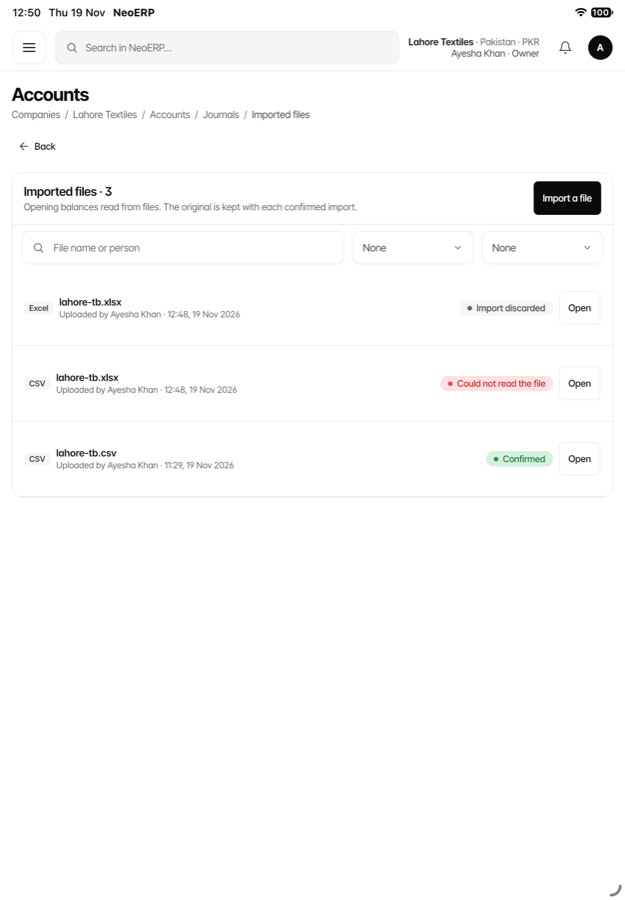 12:50 Thu 19 Nov NeoERP
100
Search in NeoERP...
Lahore Textiles · Pakistan · PKR
Ayesha Khan · Owner
A
Accounts
Companies / Lahore Textiles / Accounts / Journals / Imported files
Back
Imported files · 3
Opening balances read from files. The original is kept with each confirmed import.
Import a file
File name or person
None
None
Excel
lahore-tb.xlsx
Uploaded by Ayesha Khan · 12:48, 19 Nov 2026
Import discarded
Open
CSV
lahore-tb.xlsx
Uploaded by Ayesha Khan · 12:48, 19 Nov 2026
Could not read the file
Open
CSV
lahore-tb.csv
Uploaded by Ayesha Khan · 11:29, 19 Nov 2026
Confirmed
Open